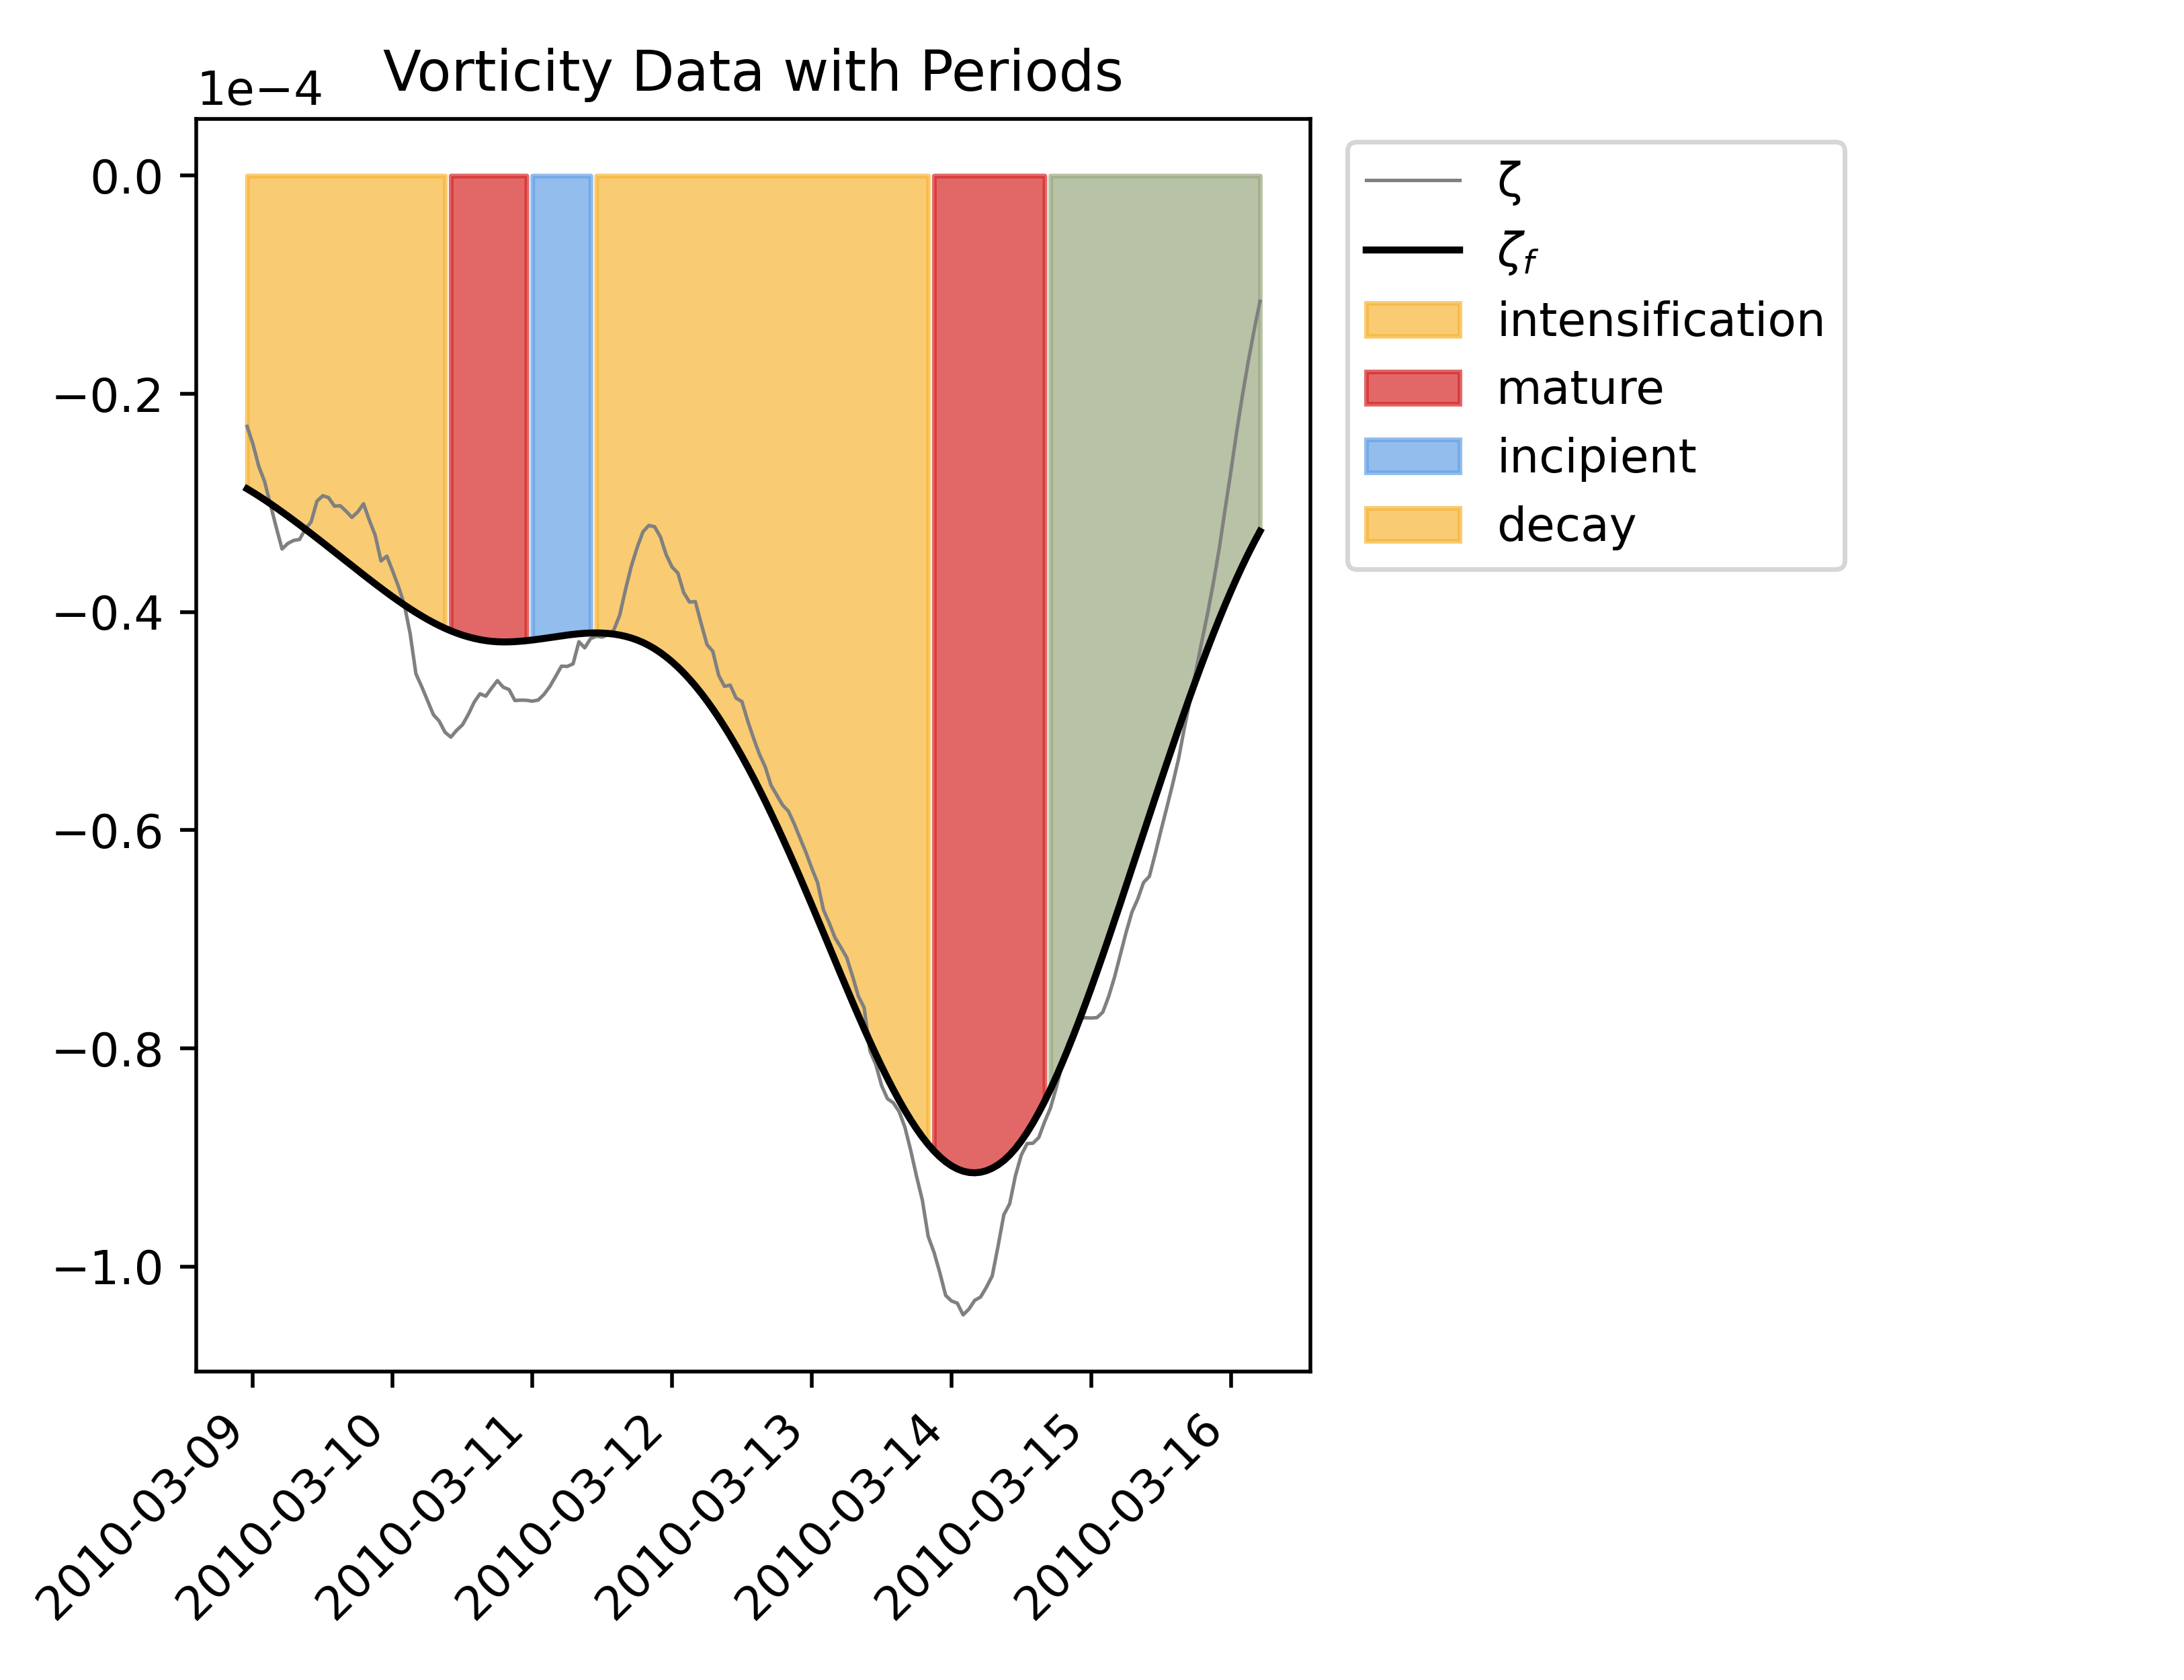 Vorticity Data with Periods
1e−4
0.0
−0.2
−0.4
−0.6
−0.8
−1.0
2010-03-09
2010-03-10
2010-03-11
2010-03-12
2010-03-13
2010-03-14
2010-03-15
2010-03-16
ζ
ζf
intensification
mature
incipient
decay